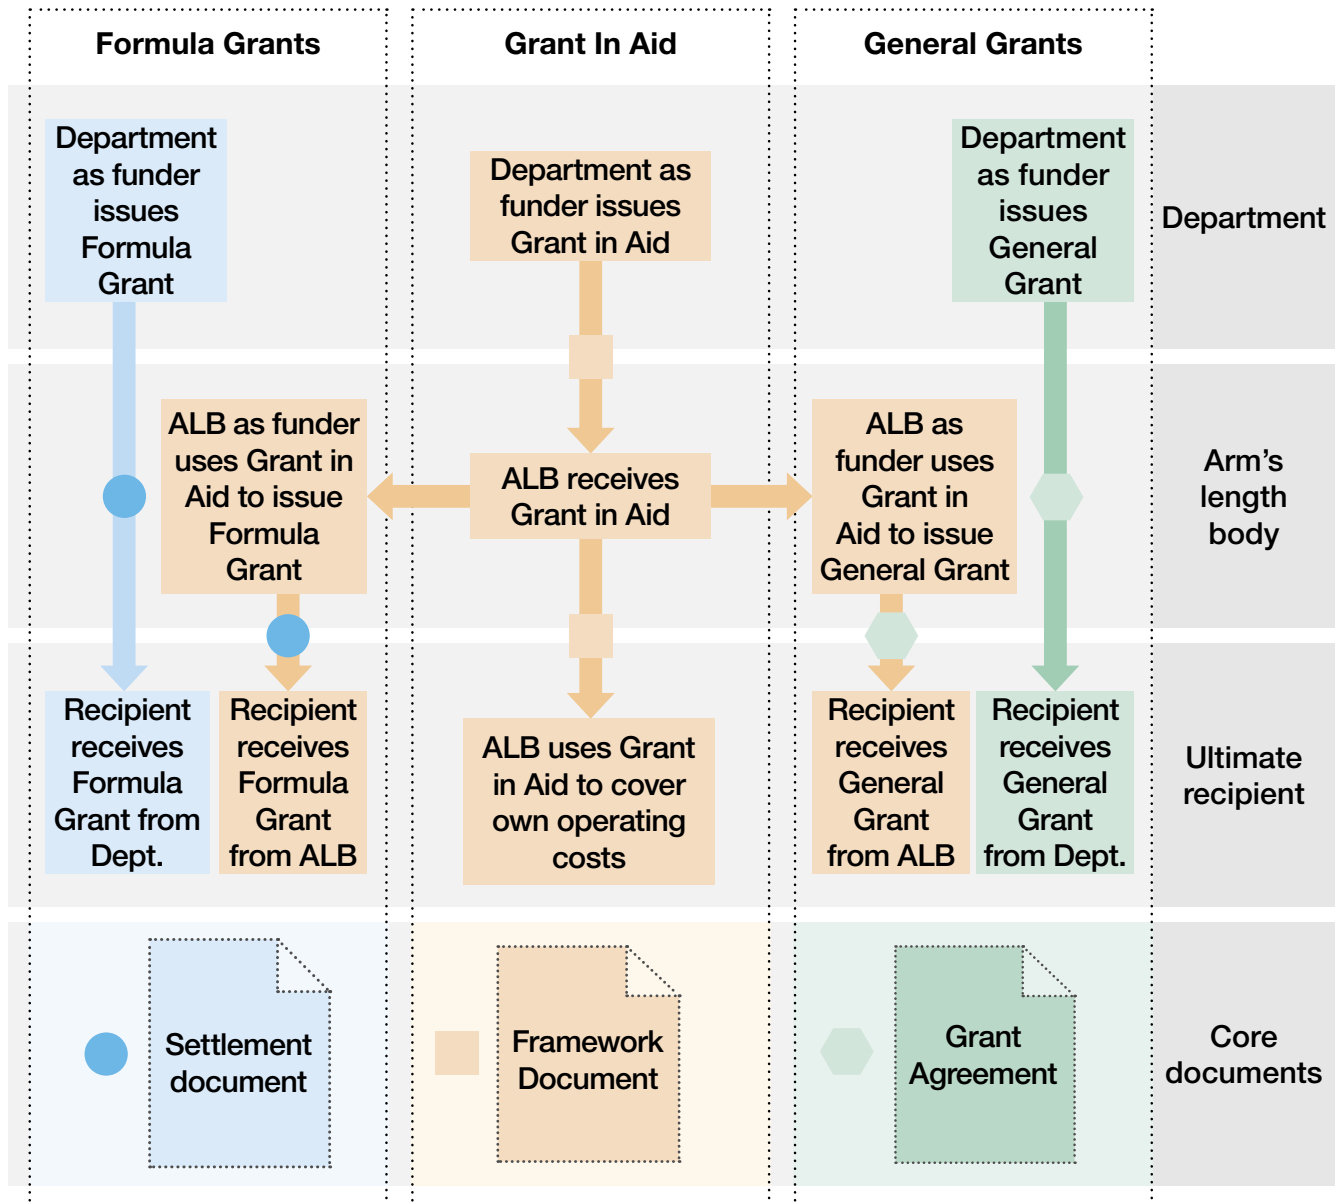 Formula Grants
Grant In Aid
General Grants
Department
as funder
issues
Formula
Grant
Department as
funder issues
Grant in Aid
Department
as funder
issues
General
Grant
Department
ALB as funder
uses Grant in
Aid to issue
Formula
Grant
ALB receives
Grant in Aid
ALB as
funder uses
Grant in
Aid to issue
General Grant
Arm's
length
body
Recipient
receives
Formula
Grant from
Dept.
Recipient
receives
Formula
Grant
from ALB
ALB uses Grant
in Aid to cover
own operating
costs
Recipient
receives
General
Grant
from ALB
Recipient
receives
General
Grant
from Dept.
Ultimate
recipient
Settlement
document
Framework
Document
Grant
Agreement
Core
documents